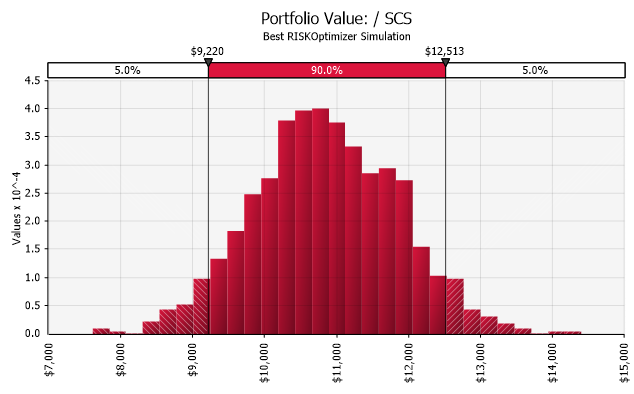 Portfolio Value: / SCS
Best RISKOptimizer Simulation
$9,220 $12,513
5.0% 90.0% 5.0%
4.5
4.0
3.5
3.0
2.5
2.0
1.5
1.0
0.5
0.0
Values x 10^-4
$7,000 $8,000 $9,000 $10,000 $11,000 $12,000 $13,000 $14,000 $15,000